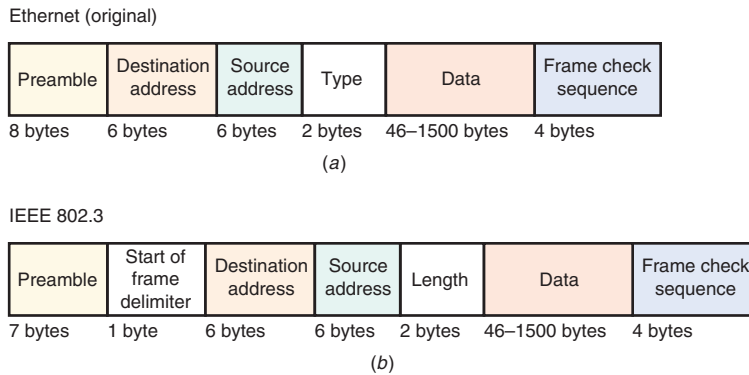 Ethernet (original)
Preamble
Destination
address
Source
address
Type
Data
Frame check
sequence
8 bytes
6 bytes
6 bytes
2 bytes
46–1500 bytes
4 bytes
(a)
IEEE 802.3
Preamble
Start of
frame
delimiter
Destination
address
Source
address
Length
Data
Frame check
sequence
7 bytes
1 byte
6 bytes
6 bytes
2 bytes
46–1500 bytes
4 bytes
(b)